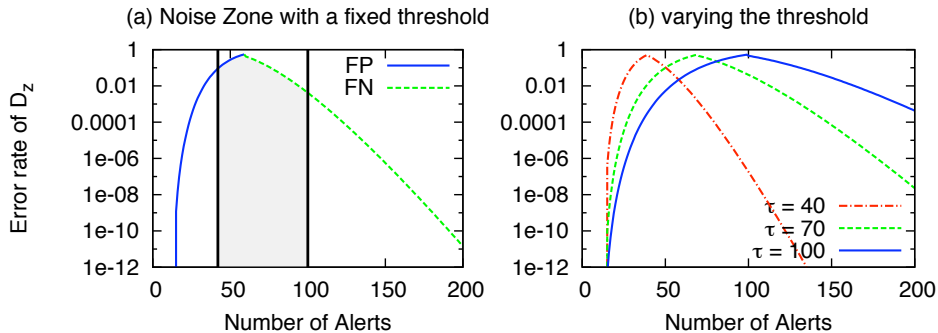 (a) Noise Zone with a fixed threshold
Error rate of D_z
1
0.01
0.0001
1e-06
1e-08
1e-10
1e-12
FP
FN
0 50 100 150 200
Number of Alerts
(b) varying the threshold
1
0.01
0.0001
1e-06
1e-08
1e-10
1e-12
τ = 40
τ = 70
τ = 100
0 50 100 150 200
Number of Alerts